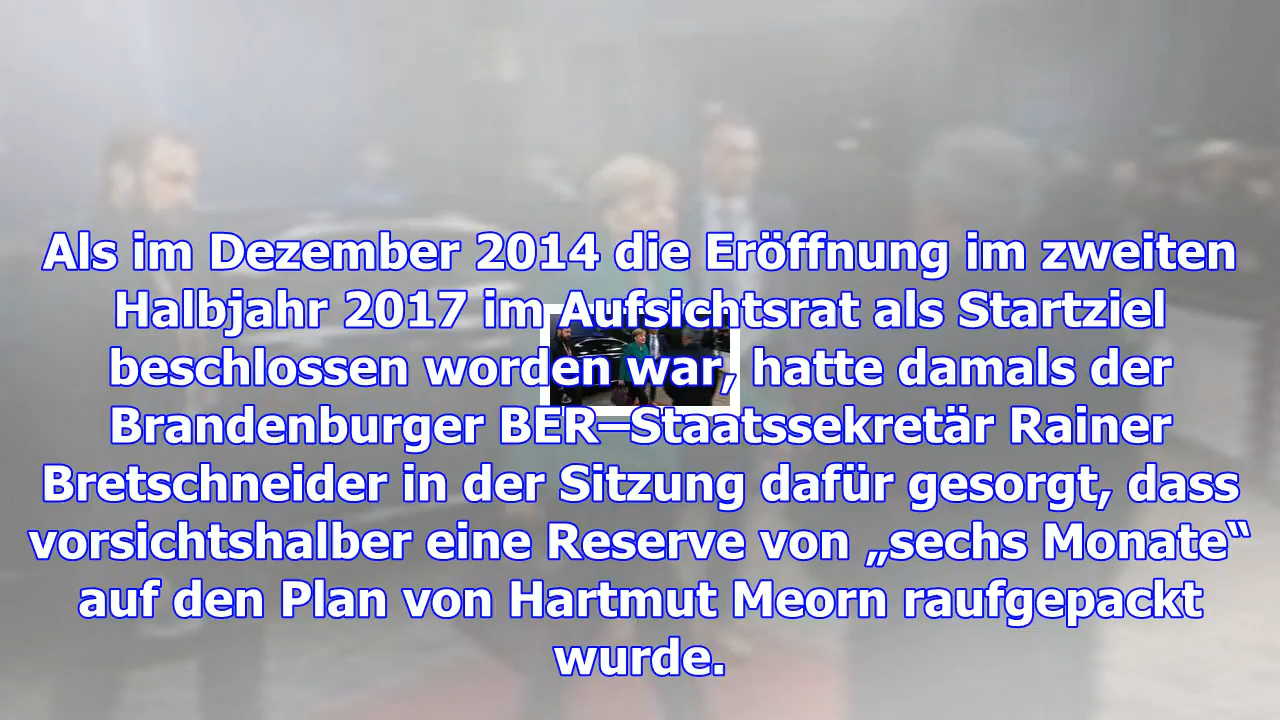 Als im Dezember 2014 die Eröffnung im zweiten
Halbjahr 2017 im Aufsichtsrat als Startziel
beschlossen worden war, hatte damals der
Brandenburger BER–Staatssekretär Rainer
Bretschneider in der Sitzung dafür gesorgt, dass
vorsichtshalber eine Reserve von „sechs Monate“
auf den Plan von Hartmut Meorn raufgepackt
wurde.